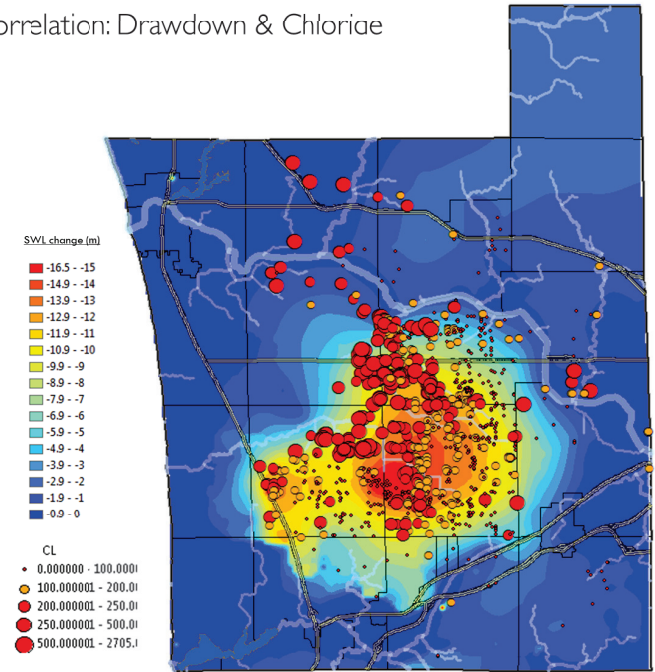 orrelation: Drawdown & Chloride
SWL change (m)
-16.5 - -15
-14.9 - -14
-13.9 - -13
-12.9 - -12
-11.9 - -11
-10.9 - -10
-9.9 - -9
-8.9 - -8
-7.9 - -7
-6.9 - -6
-5.9 - -5
-4.9 - -4
-3.9 - -3
-2.9 - -2
-1.9 - -1
-0.9 - 0
CL
0.000000 - 100.0000
100.000001 - 200.0
200.000001 - 250.0
250.000001 - 500.0
500.000001 - 2705.